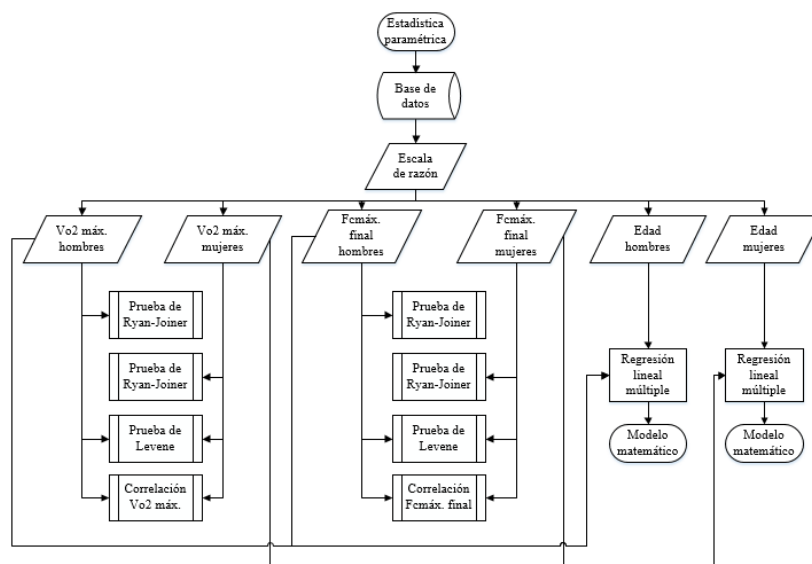 Estadística
paramétrica
Base de
datos
Escala
de razón
Vo2 máx.
hombres
Vo2 máx.
mujeres
Fcmáx.
final
hombres
Fcmáx.
final
mujeres
Edad
hombres
Edad
mujeres
Prueba de
Ryan-Joiner
Prueba de
Ryan-Joiner
Prueba de
Ryan-Joiner
Prueba de
Ryan-Joiner
Regresión
lineal
múltiple
Regresión
lineal
múltiple
Prueba de
Levene
Prueba de
Levene
Modelo
matemático
Modelo
matemático
Correlación
Vo2 máx.
Correlación
Fcmáx. final